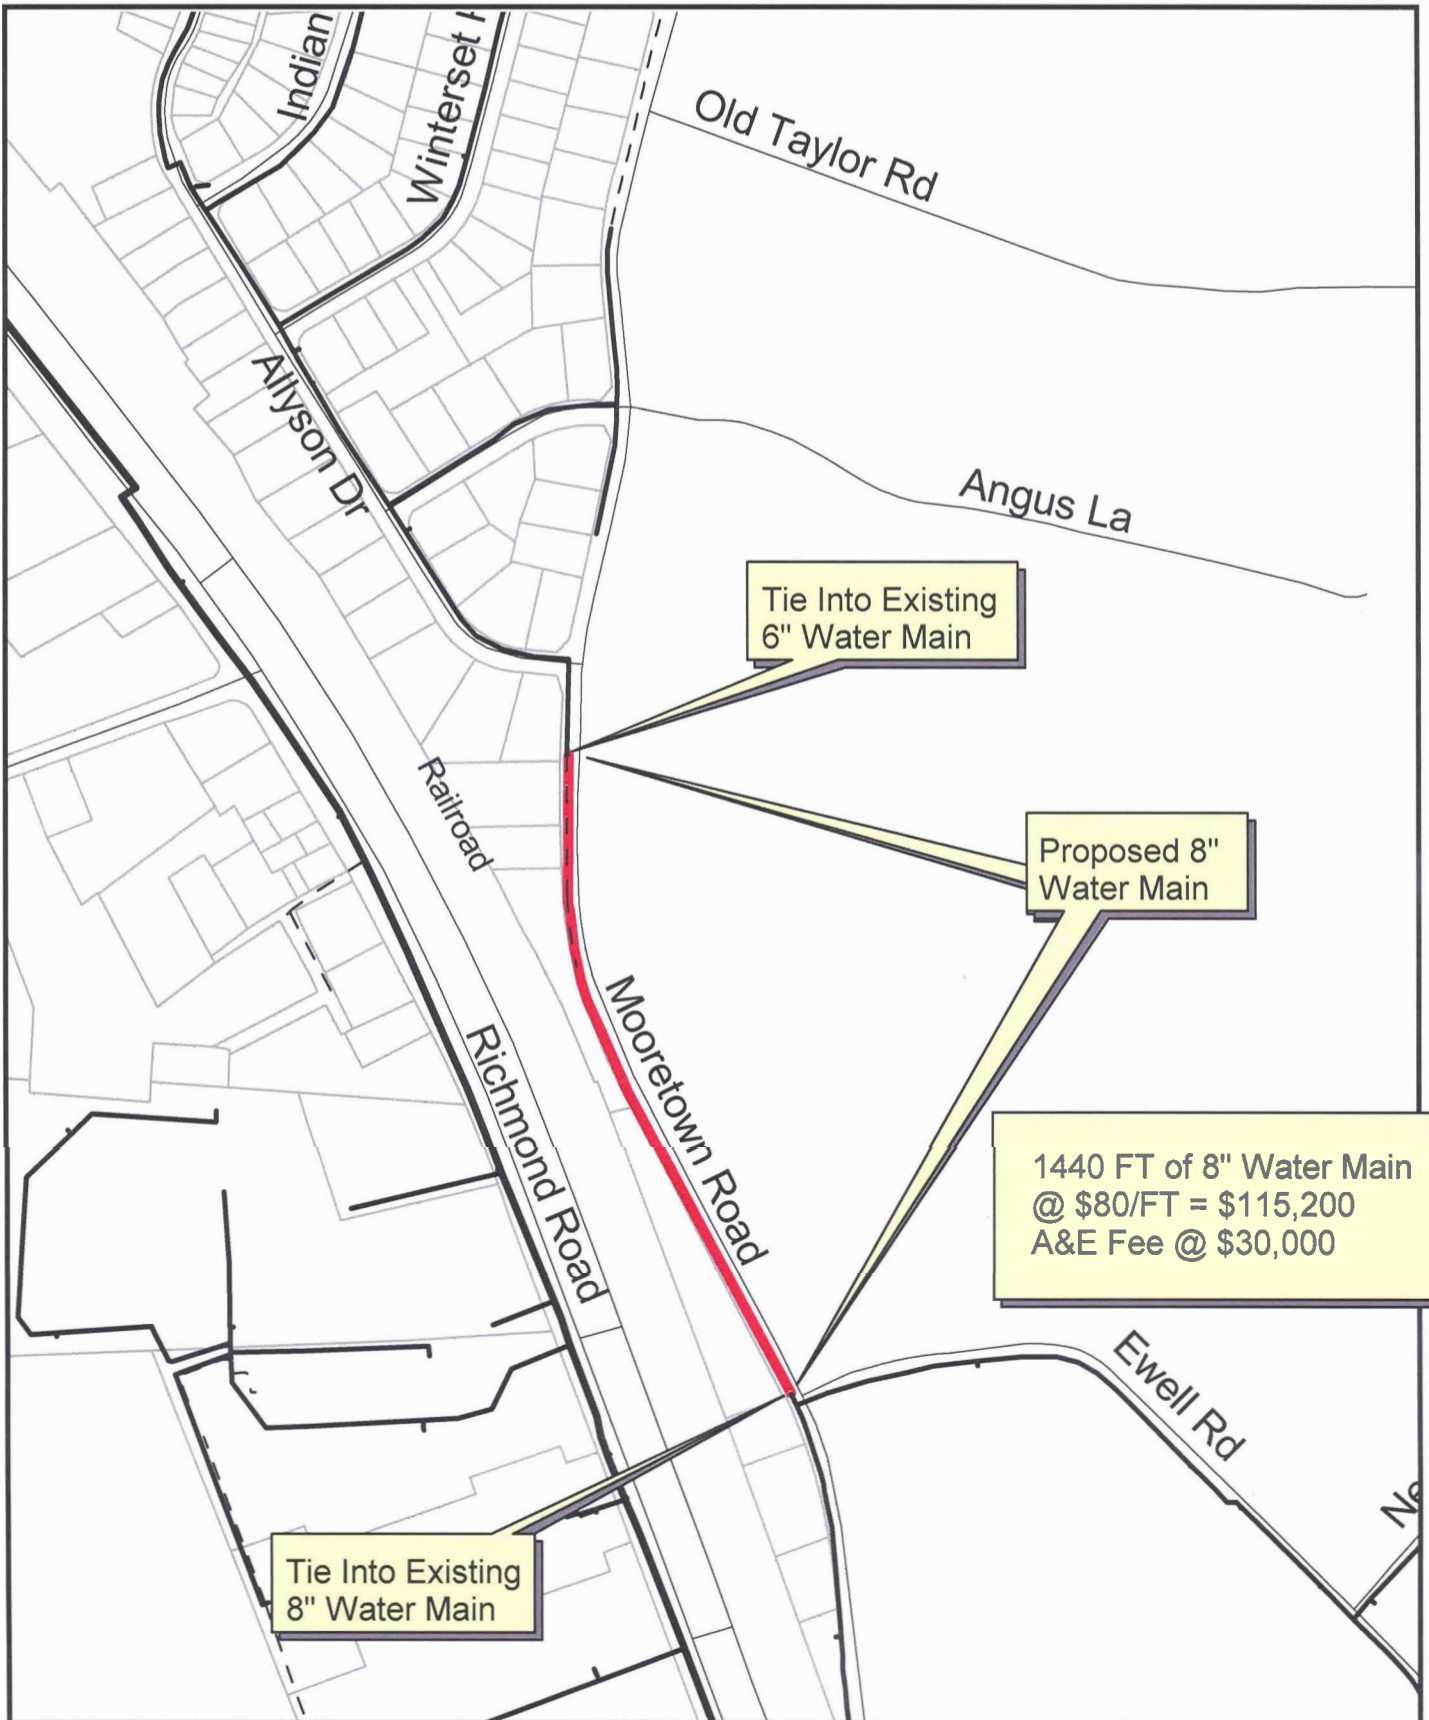 Indian
Winterset
Old Taylor Rd
Allyson Dr
Angus La
Tie Into Existing
6" Water Main
Railroad
Proposed 8"
Water Main
Mooretown Road
Richmond Road
1440 FT of 8" Water Main
@ $80/FT = $115,200
A&E Fee @ $30,000
Ewell Rd
Ne
Tie Into Existing
8" Water Main